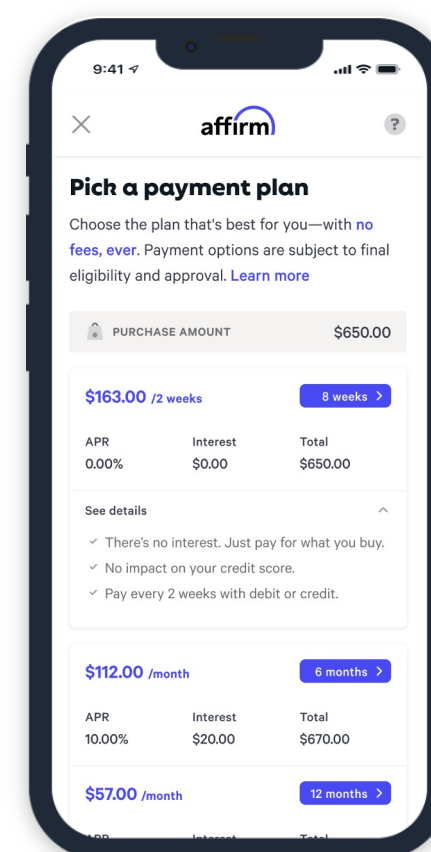 9:41
affirm
?
Pick a payment plan
Choose the plan that's best for you—with no
fees, ever. Payment options are subject to final
eligibility and approval. Learn more
PURCHASE AMOUNT $650.00
$163.00 /2 weeks 8 weeks
APR Interest Total
0.00% $0.00 $650.00
See details
There's no interest. Just pay for what you buy.
No impact on your credit score.
Pay every 2 weeks with debit or credit.
$112.00 /month 6 months
APR Interest Total
10.00% $20.00 $670.00
$57.00 /month 12 months
APR Interest Total